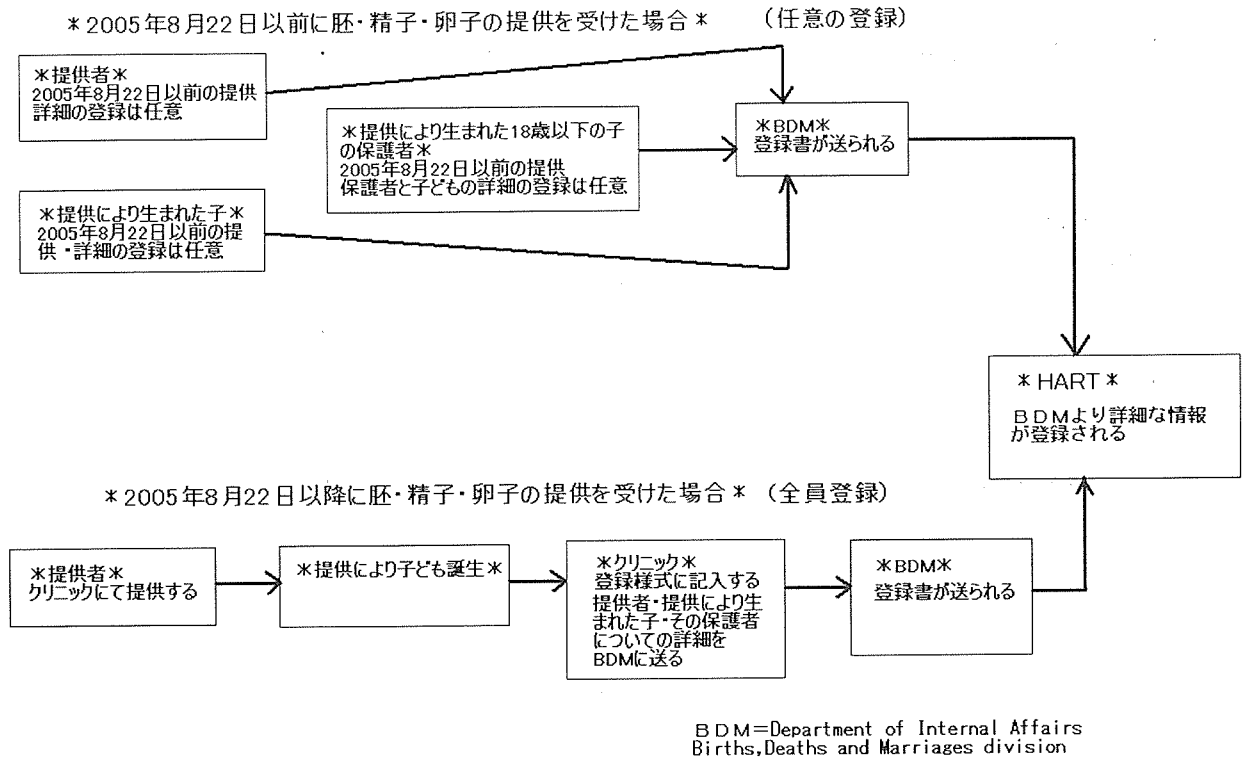 ＊2005年8月22日以前に胚・精子・卵子の提供を受けた場合＊　（任意の登録）
＊提供者＊
2005年8月22日以前の提供
詳細の登録は任意
＊提供により生まれた18歳以下の子
の保護者＊
2005年8月22日以前の提供
保護者と子どもの詳細の登録は任意
＊提供により生まれた子＊
2005年8月22日以前の提
供・詳細の登録は任意
＊BDM＊
登録書が送られる
＊HART＊
ＢＤＭより詳細な情報
が登録される
＊2005年8月22日以降に胚・精子・卵子の提供を受けた場合＊（全員登録）
＊提供者＊
クリニックにて提供する
＊提供により子ども誕生＊
＊クリニック＊
登録様式に記入する
提供者・提供により生
まれた子・その保護者
についての詳細を
BDMに送る
＊BDM＊
登録書が送られる
ＢＤＭ=Department of Internal Affairs
Births,Deaths and Marriages division